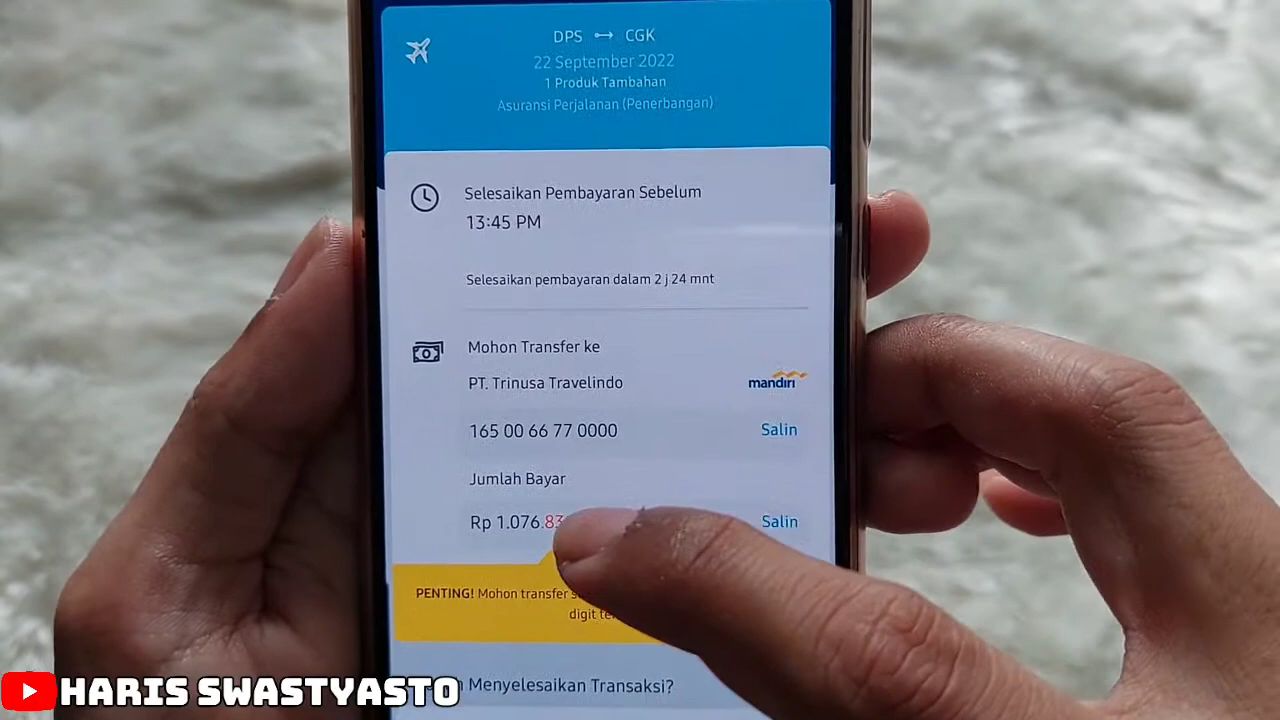 DPS ↔ CGK
22 September 2022
1 Produk Tambahan
Asuransi Perjalanan (Penerbangan)
Selesaikan Pembayaran Sebelum
13:45 PM
Selesaikan pembayaran dalam 2 j 24 mnt
Mohon Transfer ke
PT. Trinusa Travelindo
mandiri
165 00 66 77 0000
Salin
Jumlah Bayar
Rp 1.076.83
Salin
PENTING! Mohon transfer
digit
Menyelesaikan Transaksi?
HARIS SWASTYASTO